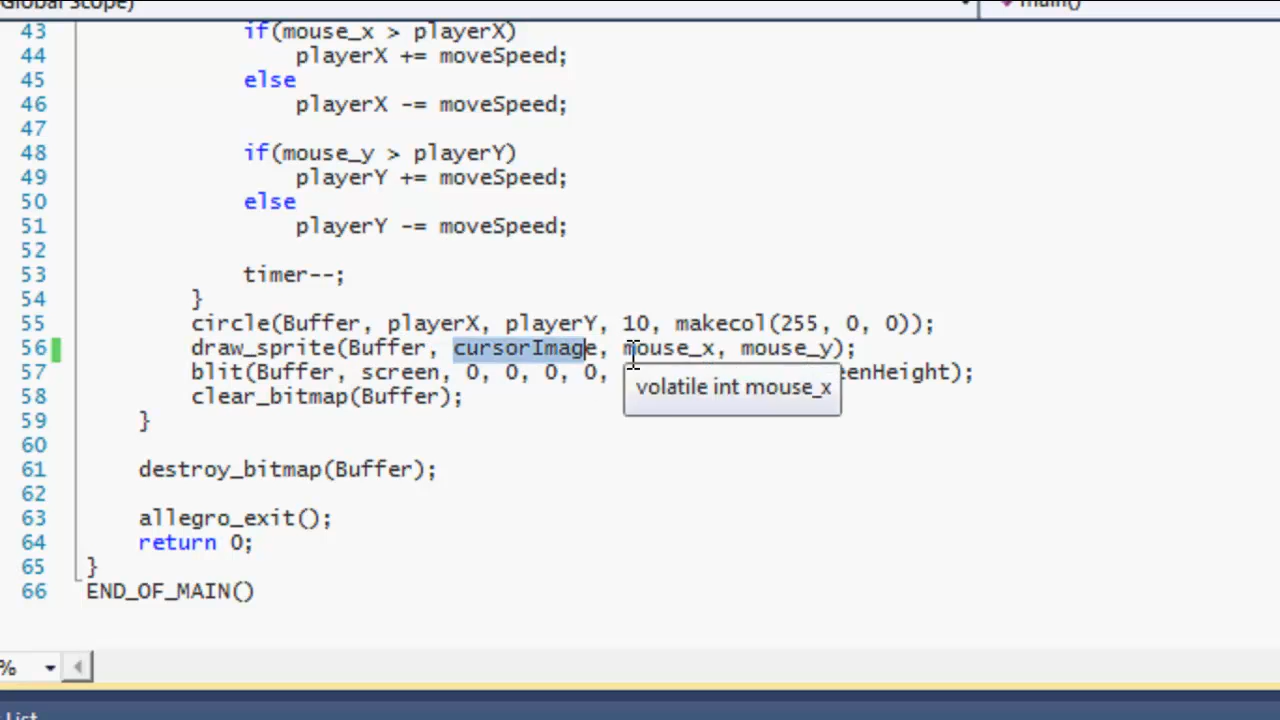 Global Scope)
main()
43 if(mouse_x > playerX)
44 playerX += moveSpeed;
45 else
46 playerX -= moveSpeed;
47
48 if(mouse_y > playerY)
49 playerY += moveSpeed;
50 else
51 playerY -= moveSpeed;
52
53 timer--;
54 }
55 circle(Buffer, playerX, playerY, 10, makecol(255, 0, 0));
56 draw_sprite(Buffer, cursorImage, mouse_x, mouse_y);
57 blit(Buffer, screen, 0, 0, 0, 0, enHeight);
volatile int mouse_x
58 clear_bitmap(Buffer);
59 }
60
61 destroy_bitmap(Buffer);
62
63 allegro_exit();
64 return 0;
65 }
66 END_OF_MAIN()
%
List